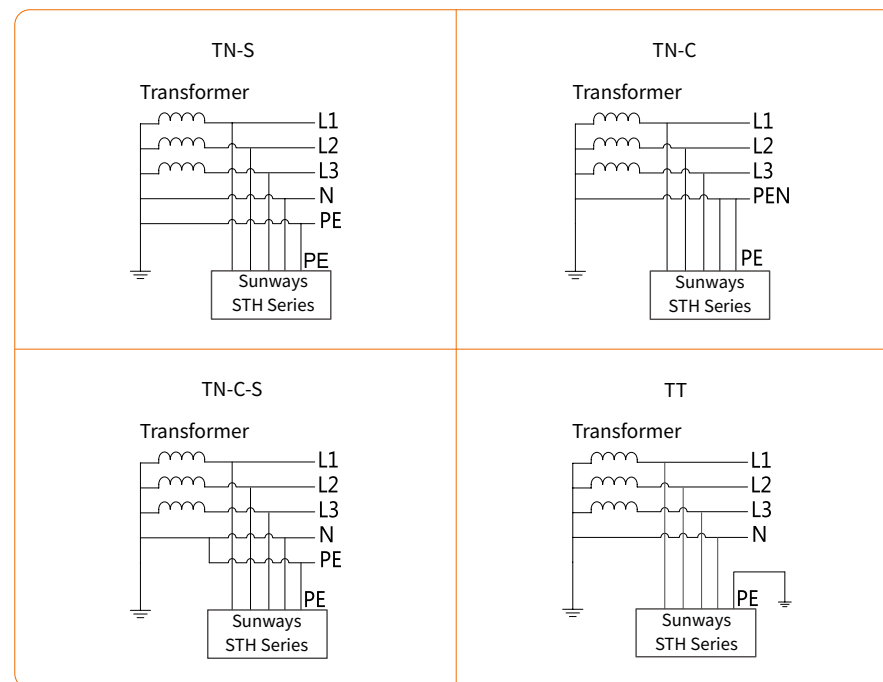 TN-S
Transformer
L1
L2
L3
N
PE
PE
Sunways
STH Series
TN-C
Transformer
L1
L2
L3
PEN
PE
Sunways
STH Series
TN-C-S
Transformer
L1
L2
L3
N
PE
PE
Sunways
STH Series
TT
Transformer
L1
L2
L3
N
PE
Sunways
STH Series